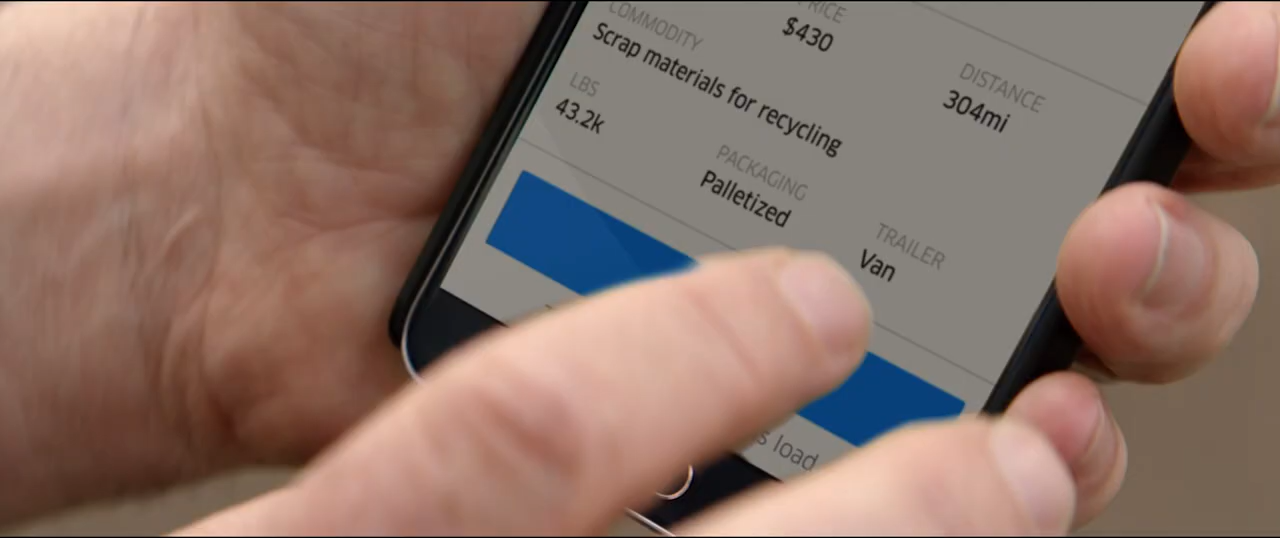 $430
COMMODITY
Scrap materials for recycling
DISTANCE
304mi
LBS
43.2k
PACKAGING
Palletized
TRAILER
Van
load